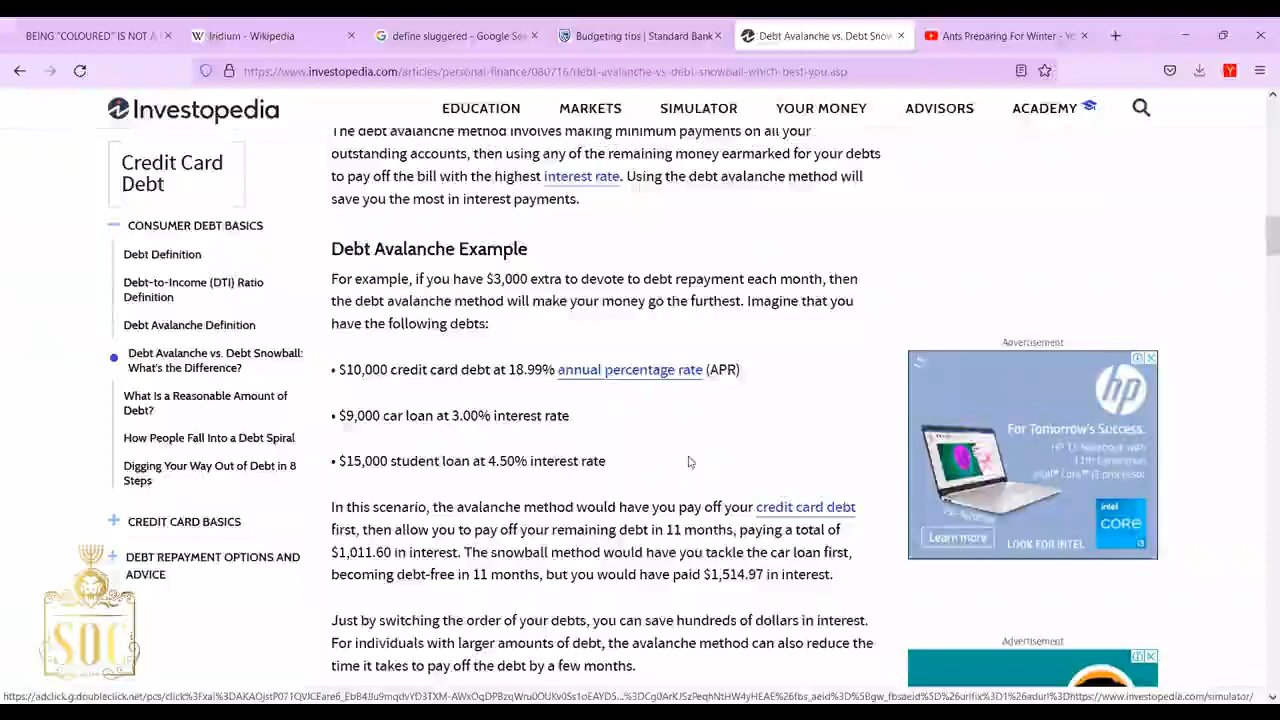 BEING "COLOURED" IS NOT A
Iridium - Wikipedia
define sluggered - Google Se
Budgeting tips | Standard Bank
Debt Avalanche vs. Debt Snow
Ants Preparing For Winter - Yo
https://www.investopedia.com/articles/personal-finance/080716/debt-avalanche-vs-debt-snowball-which-best-you.asp
Investopedia
EDUCATION
MARKETS
SIMULATOR
YOUR MONEY
ADVISORS
ACADEMY
Credit Card
Debt
CONSUMER DEBT BASICS
Debt Definition
Debt-to-Income (DTI) Ratio
Definition
Debt Avalanche Definition
Debt Avalanche vs. Debt Snowball:
What's the Difference?
What Is a Reasonable Amount of
Debt?
How People Fall Into a Debt Spiral
Digging Your Way Out of Debt in 8
Steps
CREDIT CARD BASICS
DEBT REPAYMENT OPTIONS AND
ADVICE
SOC
The debt avalanche method involves making minimum payments on all your
outstanding accounts, then using any of the remaining money earmarked for your debts
to pay off the bill with the highest interest rate. Using the debt avalanche method will
save you the most in interest payments.
Debt Avalanche Example
For example, if you have $3,000 extra to devote to debt repayment each month, then
the debt avalanche method will make your money go the furthest. Imagine that you
have the following debts:
• $10,000 credit card debt at 18.99% annual percentage rate (APR)
• $9,000 car loan at 3.00% interest rate
• $15,000 student loan at 4.50% interest rate
In this scenario, the avalanche method would have you pay off your credit card debt
first, then allow you to pay off your remaining debt in 11 months, paying a total of
$1,011.60 in interest. The snowball method would have you tackle the car loan first,
becoming debt-free in 11 months, but you would have paid $1,514.97 in interest.
Just by switching the order of your debts, you can save hundreds of dollars in interest.
For individuals with larger amounts of debt, the avalanche method can also reduce the
time it takes to pay off the debt by a few months.
Advertisement
hp
For Tomorrow's Success.
11th Generation
Learn more
intel
CORE
LOOK FOR INTEL
Advertisement